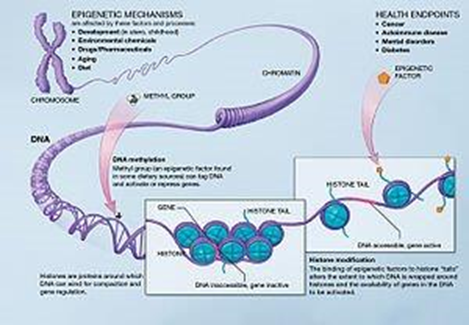 EPIGENETIC MECHANISMS
are affected by these factors and processes:
• Development (in utero, childhood)
• Environmental chemicals
• Drugs/Pharmaceuticals
• Aging
• Diet
HEALTH ENDPOINTS
• Cancer
• Autoimmune disease
• Mental disorders
• Diabetes
EPIGENETIC
FACTOR
CHROMATIN
CHROMOSOME
METHYL GROUP
DNA
DNA methylation
Methyl group (an epigenetic factor found
in some dietary sources) can tag DNA
and activate or repress genes.
GENE
HISTONE TAIL
HISTONE TAIL
HISTONE
DNA accessible, gene active
DNA inaccessible, gene inactive
Histones are proteins around which
DNA can wind for compaction and
gene regulation.
Histone modification
The binding of epigenetic factors to histone "tails"
alters the extent to which DNA is wrapped around
histones and the availability of genes in the DNA
to be activated.